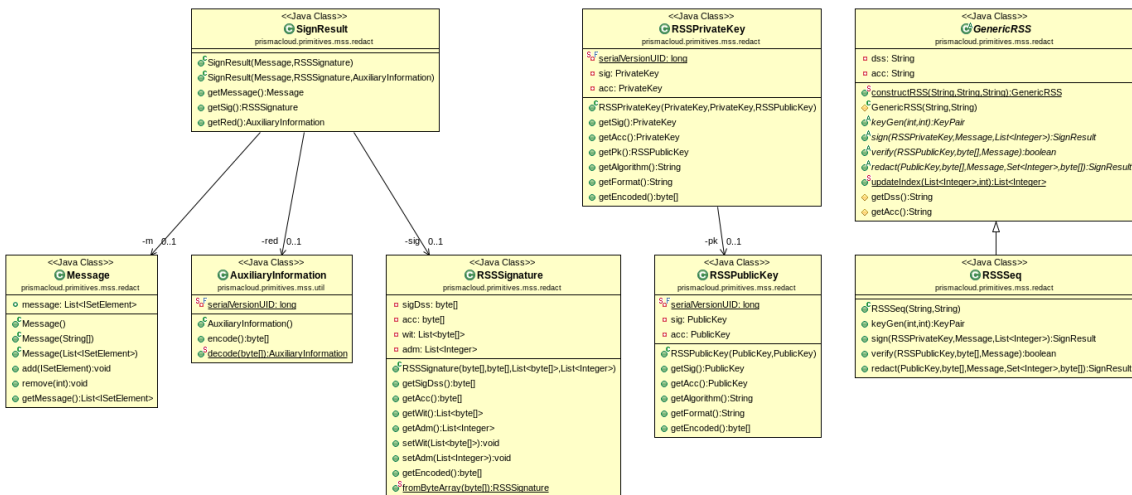 <<Java Class>>
SignResult
prismacloud.primitives.mss.redact
SignResult(Message,RSSSignature)
SignResult(Message,RSSSignature,AuxiliaryInformation)
getMessage():Message
getSig():RSSSignature
getRed():AuxiliaryInformation
<<Java Class>>
RSSPrivateKey
prismacloud.primitives.mss.redact
serialVersionUID: long
sig: PrivateKey
acc: PrivateKey
RSSPrivateKey(PrivateKey,PrivateKey,RSSPublicKey)
getSig():PrivateKey
getAcc():PrivateKey
getPk():RSSPublicKey
getAlgorithm():String
getFormat():String
getEncoded():byte[]
<<Java Class>>
GenericRSS
prismacloud.primitives.mss.redact
dss: String
acc: String
constructRSS(String,String,String):GenericRSS
GenericRSS(String,String)
keyGen(int,int):KeyPair
sign(RSSPrivateKey,Message,List<Integer>):SignResult
verify(RSSPublicKey,byte[],Message):boolean
redact(PublicKey,byte[],Message,Set<Integer>,byte[]):SignResult
updateIndex(List<Integer>,int):List<Integer>
getDss():String
getAcc():String
-m 0..1
-red 0..1
-sig 0..1
-pk 0..1
<<Java Class>>
Message
prismacloud.primitives.mss.redact
message: List<ISetElement>
Message()
Message(String[])
Message(List<ISetElement>)
add(ISetElement):void
remove(int):void
getMessage():List<ISetElement>
<<Java Class>>
AuxiliaryInformation
prismacloud.primitives.mss.util
serialVersionUID: long
AuxiliaryInformation()
encode():byte[]
decode(byte[]):AuxiliaryInformation
<<Java Class>>
RSSSignature
prismacloud.primitives.mss.redact
sigDss: byte[]
acc: byte[]
wit: List<byte[]>
adm: List<Integer>
RSSSignature(byte[],byte[],List<byte[]>,List<Integer>)
getSigDss():byte[]
getAcc():byte[]
getWit():List<byte[]>
getAdm():List<Integer>
setWit(List<byte[]>):void
setAdm(List<Integer>):void
getEncoded():byte[]
fromByteArray(byte[]):RSSSignature
<<Java Class>>
RSSPublicKey
prismacloud.primitives.mss.redact
serialVersionUID: long
sig: PublicKey
acc: PublicKey
RSSPublicKey(PublicKey,PublicKey)
getSig():PublicKey
getAcc():PublicKey
getAlgorithm():String
getFormat():String
getEncoded():byte[]
<<Java Class>>
RSSSeq
prismacloud.primitives.mss.redact
RSSSeq(String,String)
keyGen(int,int):KeyPair
sign(RSSPrivateKey,Message,List<Integer>):SignResult
verify(RSSPublicKey,byte[],Message):boolean
redact(PublicKey,byte[],Message,Set<Integer>,byte[]):SignResult